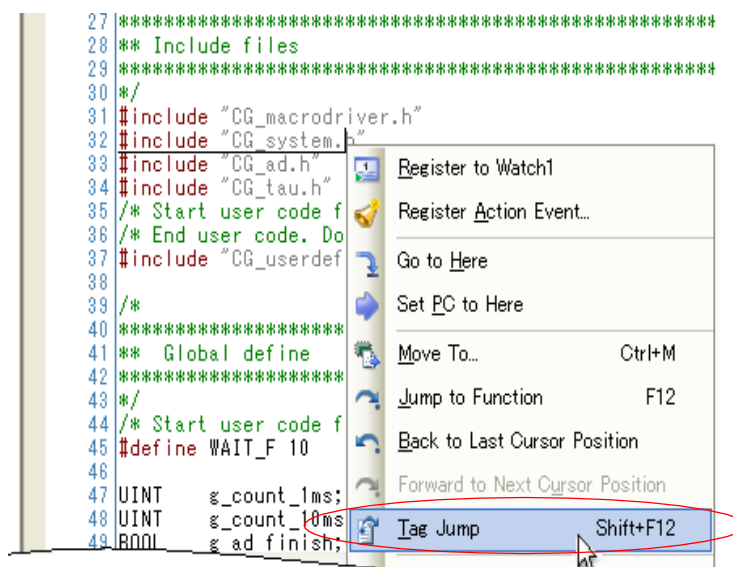 27 *****************************************************
28 ** Include files
29 *****************************************************
30 */
31 #include "CG_macrodriver.h"
32 #include "CG_system.h"
33 #include "CG_ad.h"
34 #include "CG_tau.h"
35 /* Start user code f
36 /* End user code. Do
37 #include "CG_userdef
38
39 /*
40 ********************
41 ** Global define
42 ********************
43 */
44 /* Start user code f
45 #define WAIT_F 10
46
47 UINT g_count_1ms;
48 UINT g_count_10ms
49 BOOL g_ad_finish;
Register to Watch1
Register Action Event...
Go to Here
Set PC to Here
Move To... Ctrl+M
Jump to Function F12
Back to Last Cursor Position
Forward to Next Cursor Position
Tag Jump Shift+F12